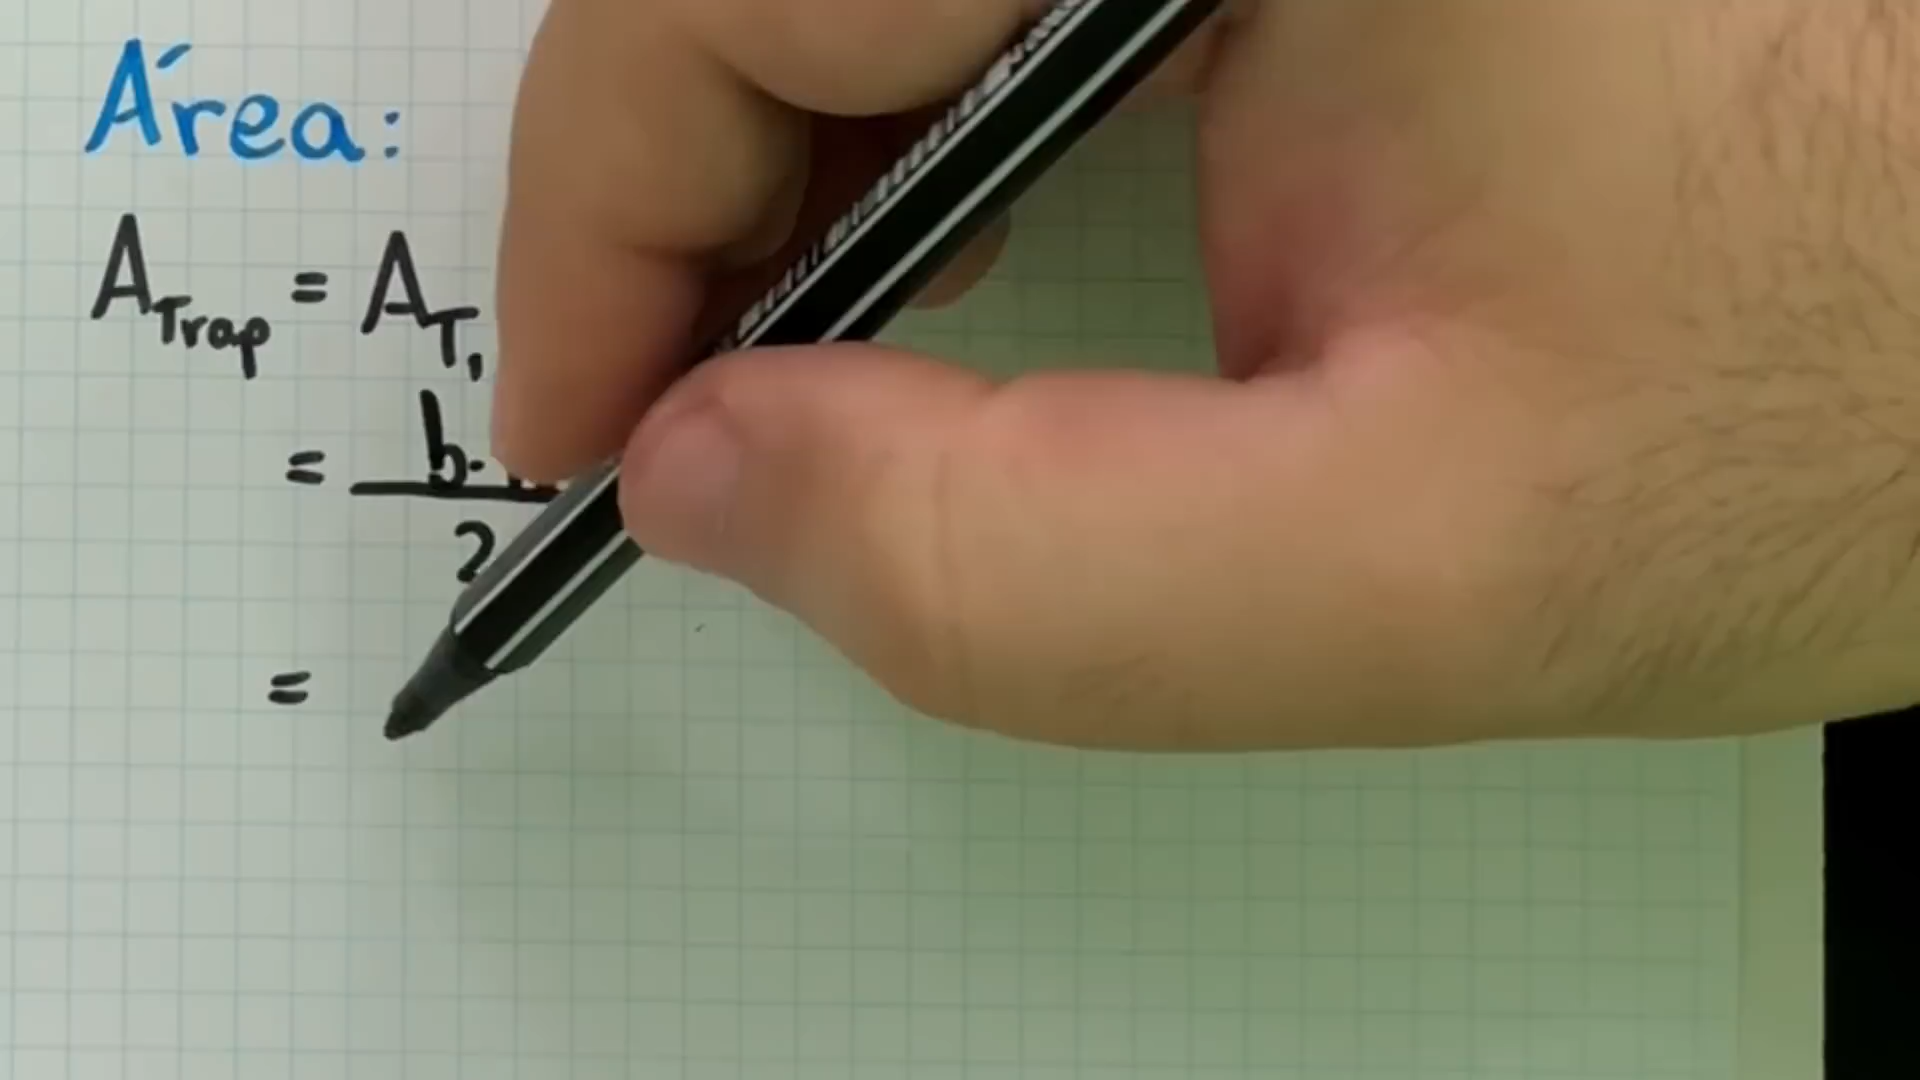 Área:
A_Trap = A_T1
= b· / 2
=